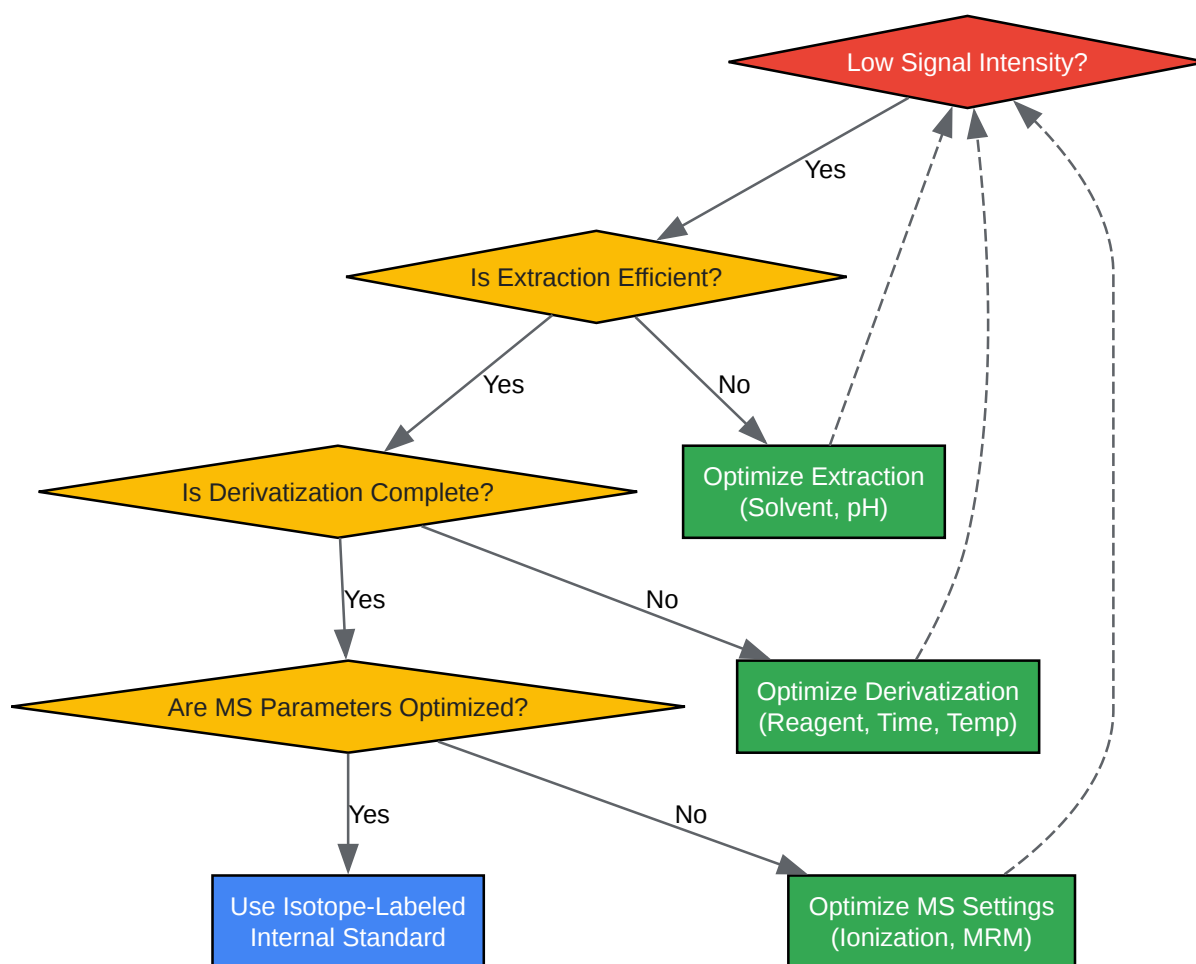 Low Signal Intensity?
Yes
Is Extraction Efficient?
Yes
No
Optimize Extraction
(Solvent, pH)
Is Derivatization Complete?
Yes
No
Optimize Derivatization
(Reagent, Time, Temp)
Are MS Parameters Optimized?
Yes
No
Use Isotope-Labeled
Internal Standard
Optimize MS Settings
(Ionization, MRM)